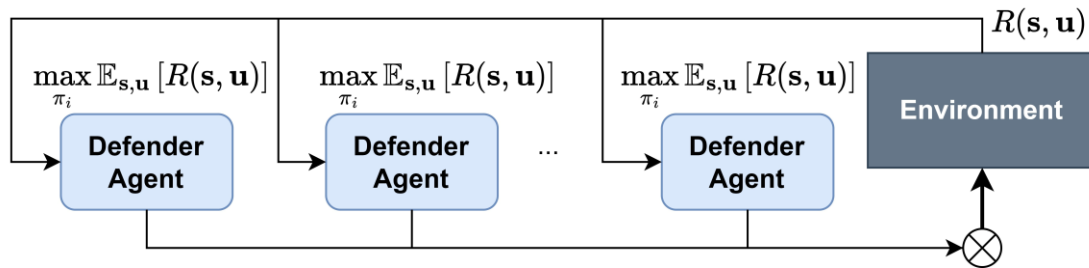 R(s, u)
max_{π_i} 𝔼_{s,u} [R(s, u)]
Defender
Agent
max_{π_i} 𝔼_{s,u} [R(s, u)]
Defender
Agent
...
max_{π_i} 𝔼_{s,u} [R(s, u)]
Defender
Agent
Environment